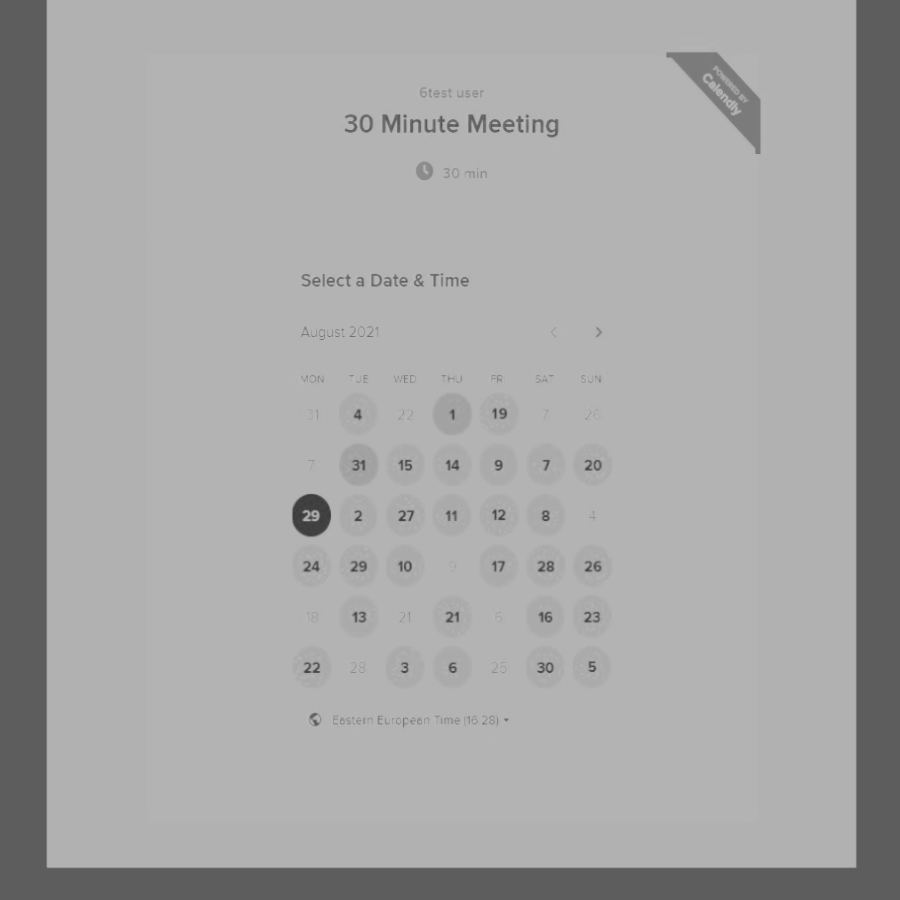 POWERED BY
Calendly
6test user
30 Minute Meeting
30 min
Select a Date & Time
August 2021
MON TUE WED THU FRI SAT SUN
31 4 22 1 19 7 26
7 31 15 14 9 7 20
29 2 27 11 12 8 4
24 29 10 9 17 28 26
18 13 21 21 6 16 23
22 28 3 6 25 30 5
Eastern European Time (16:28)